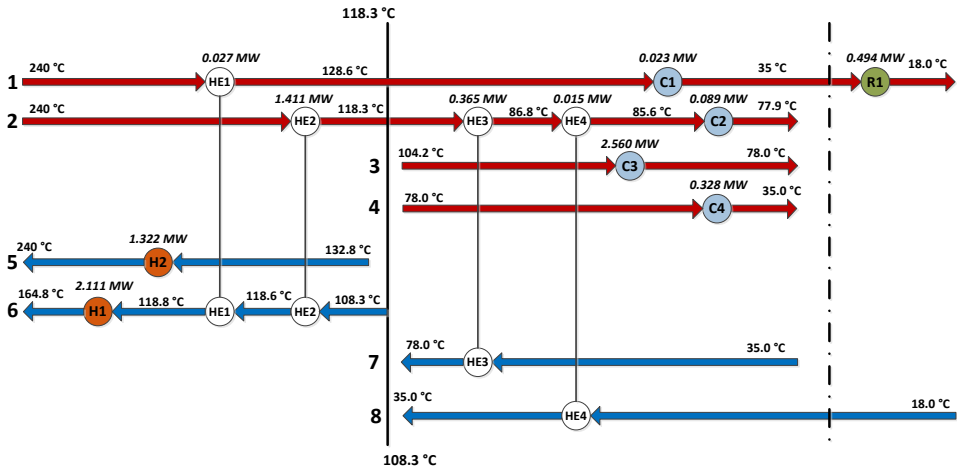 118.3 °C
0.027 MW 0.023 MW 0.494 MW
1 240 °C HE1 128.6 °C C1 35 °C R1 18.0 °C
1.411 MW 0.365 MW 0.015 MW 0.089 MW
2 240 °C HE2 118.3 °C HE3 86.8 °C HE4 85.6 °C C2 77.9 °C
2.560 MW
3 104.2 °C C3 78.0 °C
0.328 MW
4 78.0 °C C4 35.0 °C
1.322 MW
5 240 °C H2 132.8 °C
2.111 MW
6 164.8 °C H1 118.8 °C HE1 118.6 °C HE2 108.3 °C
7 78.0 °C HE3 35.0 °C
8 35.0 °C HE4 18.0 °C
108.3 °C